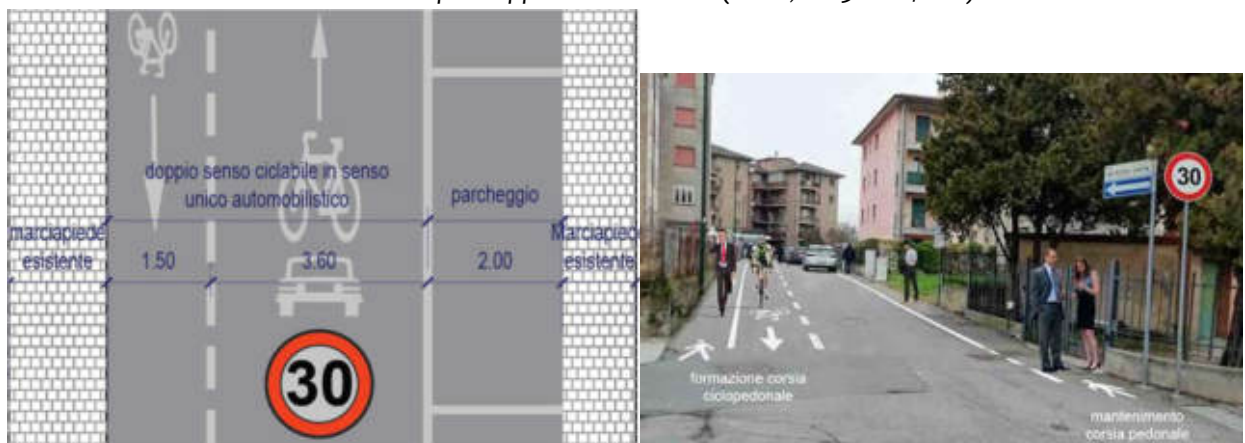 doppio senso ciclabile in senso
unico automobilistico
parcheggio
marciapiede
esistente
1.50
3.60
2.00
Marciapied
esistente
30
30
formazione corsia
ciclopedonale
mantenimento
corsia pedonale